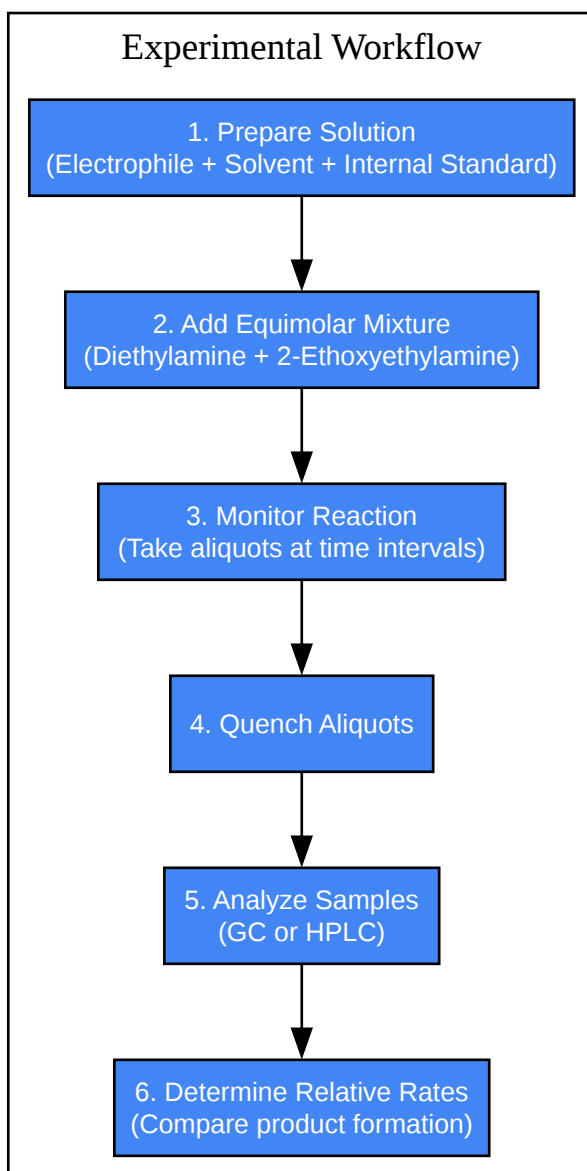 Experimental Workflow
1. Prepare Solution
(Electrophile + Solvent + Internal Standard)
2. Add Equimolar Mixture
(Diethylamine + 2-Ethoxyethylamine)
3. Monitor Reaction
(Take aliquots at time intervals)
4. Quench Aliquots
5. Analyze Samples
(GC or HPLC)
6. Determine Relative Rates
(Compare product formation)